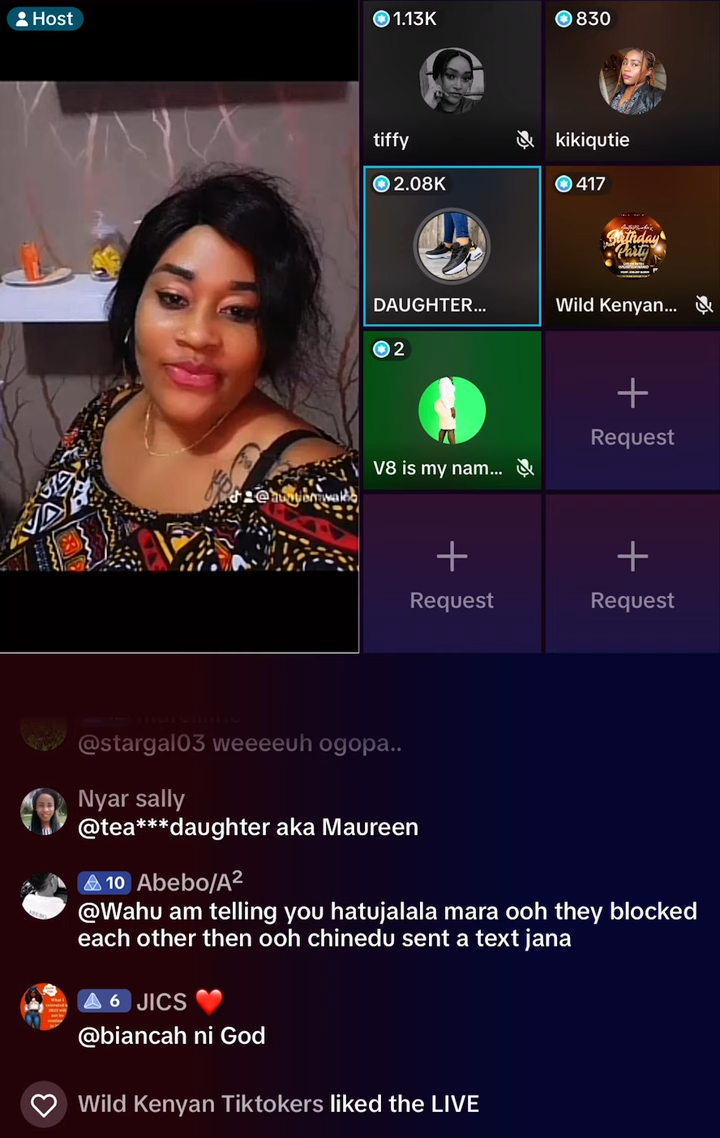 Host
1.13K
830
tiffy
kikiqutie
2.08K
417
Birthday
Party
DAUGHTER...
Wild Kenyan...
2
V8 is my nam...
Request
Request
Request
@stargal03 weeeeuh ogopa..
Nyar sally
@tea***daughter aka Maureen
10 Abebo/A²
@Wahu am telling you hatujalala mara ooh they blocked
each other then ooh chinedu sent a text jana
6 JICS ❤️
@biancah ni God
Wild Kenyan Tiktokers liked the LIVE